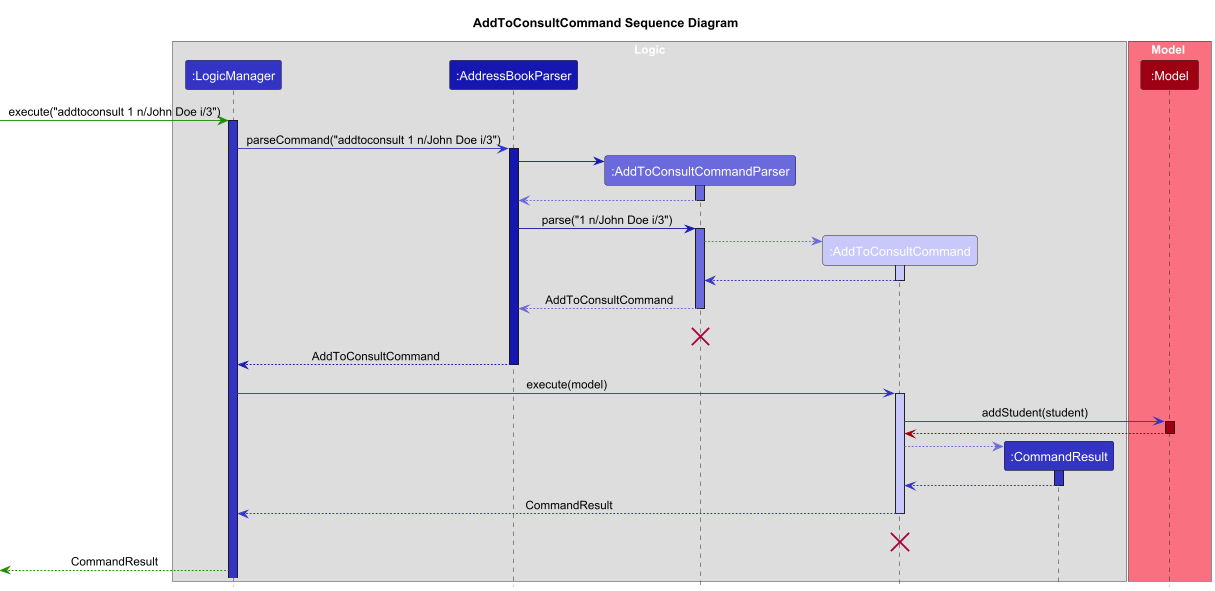 AddToConsultCommand Sequence Diagram
Logic
Model
:LogicManager
:AddressBookParser
:Model
execute("addtoconsult 1 n/John Doe i/3")
parseCommand("addtoconsult 1 n/John Doe i/3")
:AddToConsultCommandParser
parse("1 n/John Doe i/3")
:AddToConsultCommand
AddToConsultCommand
AddToConsultCommand
execute(model)
addStudent(student)
:CommandResult
CommandResult
CommandResult